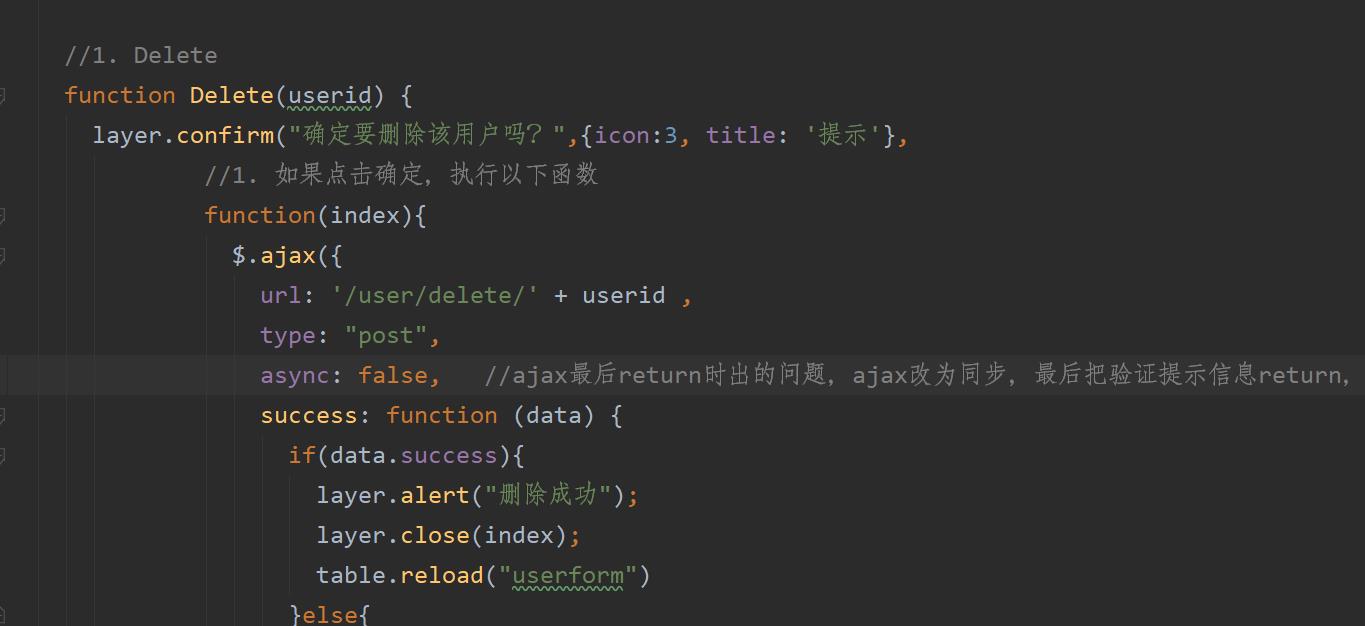 //1. Delete
function Delete(userid) {
layer.confirm("确定要删除该用户吗？",{icon:3, title: '提示'},
//1. 如果点击确定，执行以下函数
function(index){
$.ajax({
url: '/user/delete/' + userid ,
type: "post",
async: false,   //ajax最后return时出的问题，ajax改为同步，最后把验证提示信息return，
success: function (data) {
if(data.success){
layer.alert("删除成功");
layer.close(index);
table.reload("userform")
}else{